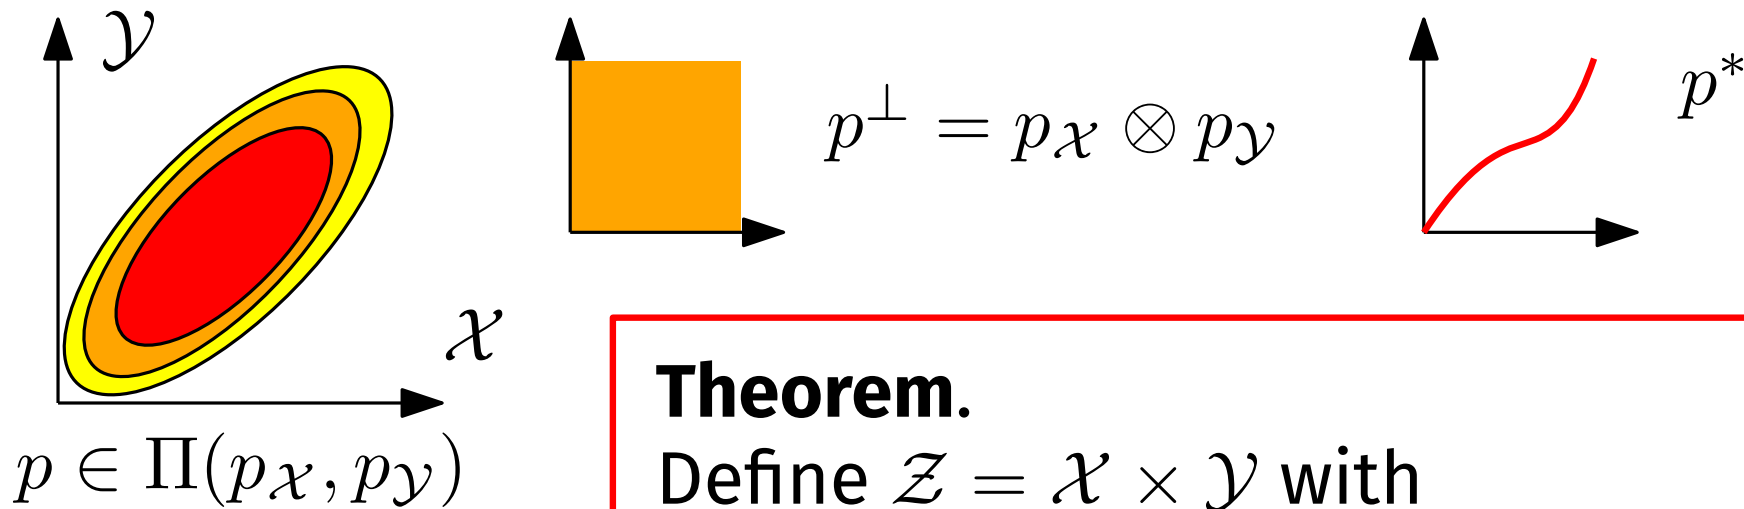 𝒴
p^⊥ = p_𝒳 ⊗ p_𝒴
p*
𝒳
p ∈ Π(p_𝒳, p_𝒴)
Theorem.
Define 𝒵 = 𝒳 × 𝒴 with